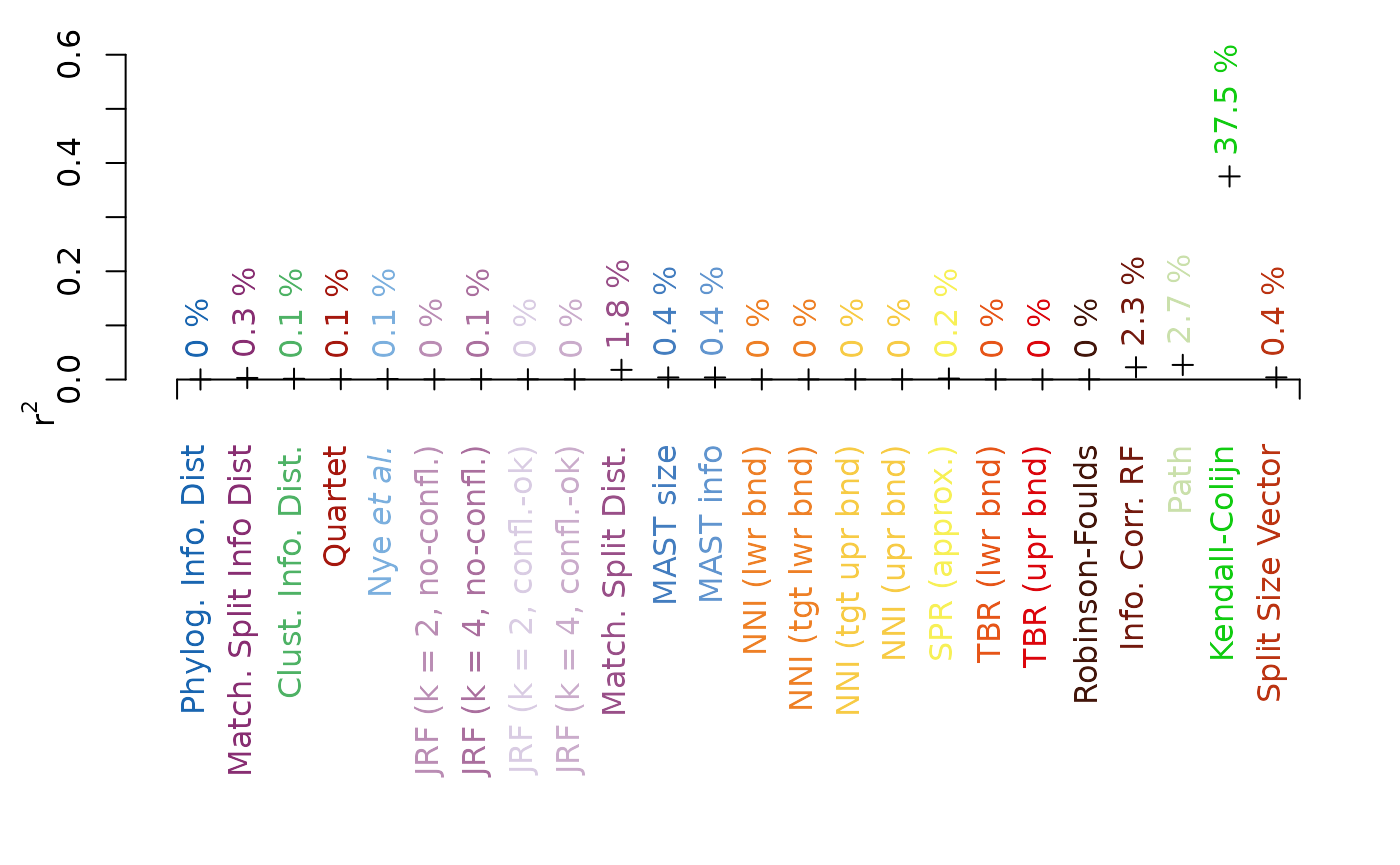 0.6
0.4
0.2
0.0
r²
0 %
0.3 %
0.1 %
0.1 %
0.1 %
0 %
0.1 %
0 %
0 %
1.8 %
0.4 %
0.4 %
0 %
0 %
0 %
0 %
0.2 %
0 %
0 %
0 %
2.3 %
2.7 %
37.5 %
0.4 %
Phylog. Info. Dist
Match. Split Info Dist
Clust. Info. Dist.
Quartet
Nye et al.
JRF (k = 2, no-confl.)
JRF (k = 4, no-confl.)
JRF (k = 2, confl.-ok)
JRF (k = 4, confl.-ok)
Match. Split Dist.
MAST size
MAST info
NNI (lwr bnd)
NNI (tgt lwr bnd)
NNI (tgt upr bnd)
NNI (upr bnd)
SPR (approx.)
TBR (lwr bnd)
TBR (upr bnd)
Robinson-Foulds
Info. Corr. RF
Path
Kendall-Colijn
Split Size Vector